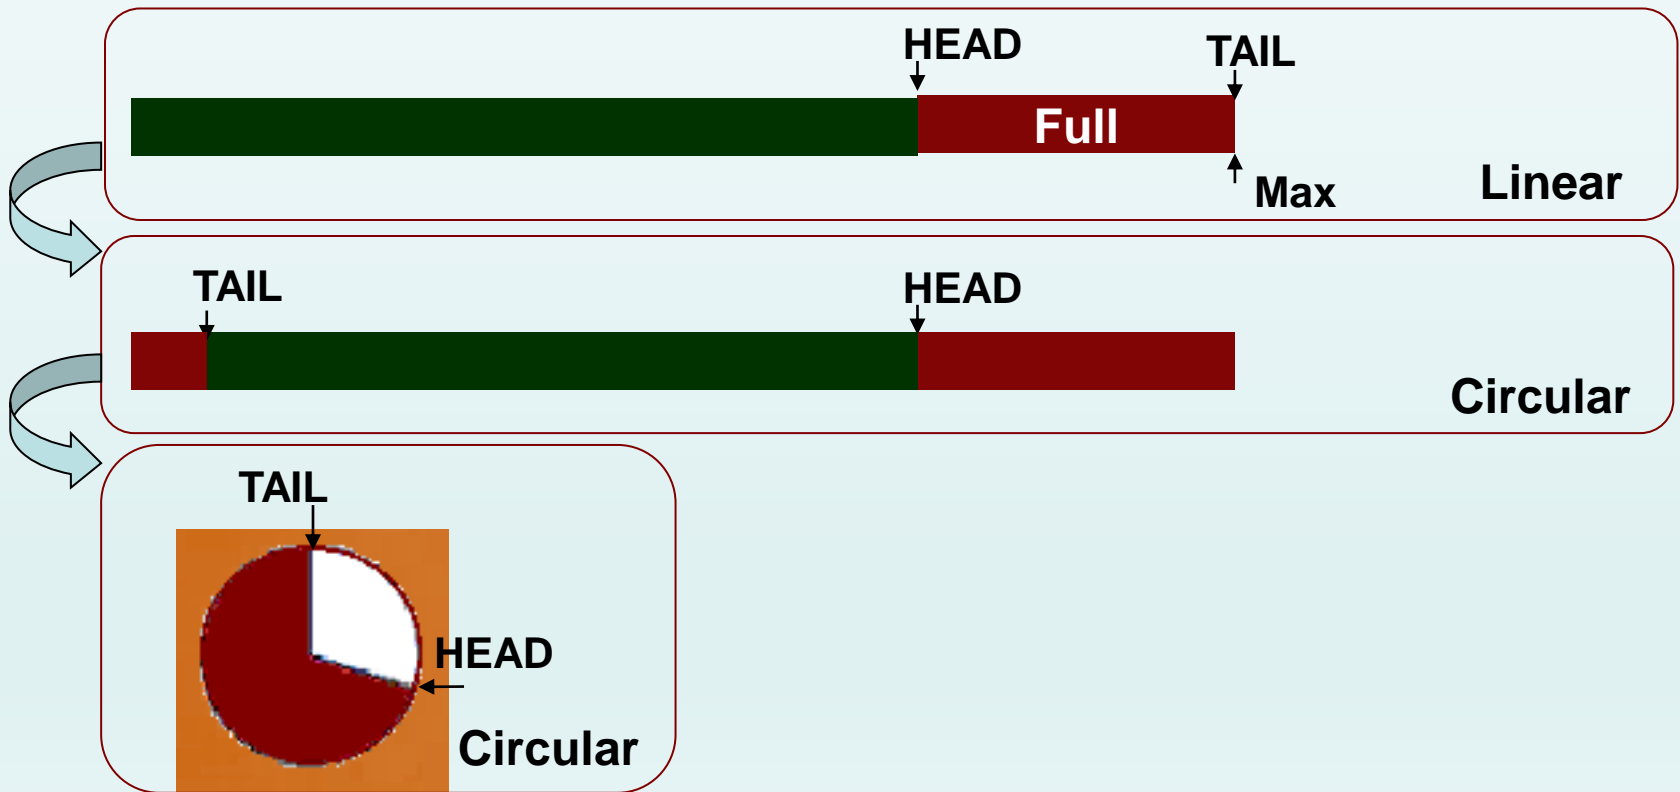 HEAD
TAIL
Full
Max
Linear
TAIL
HEAD
Circular
TAIL
HEAD
Circular